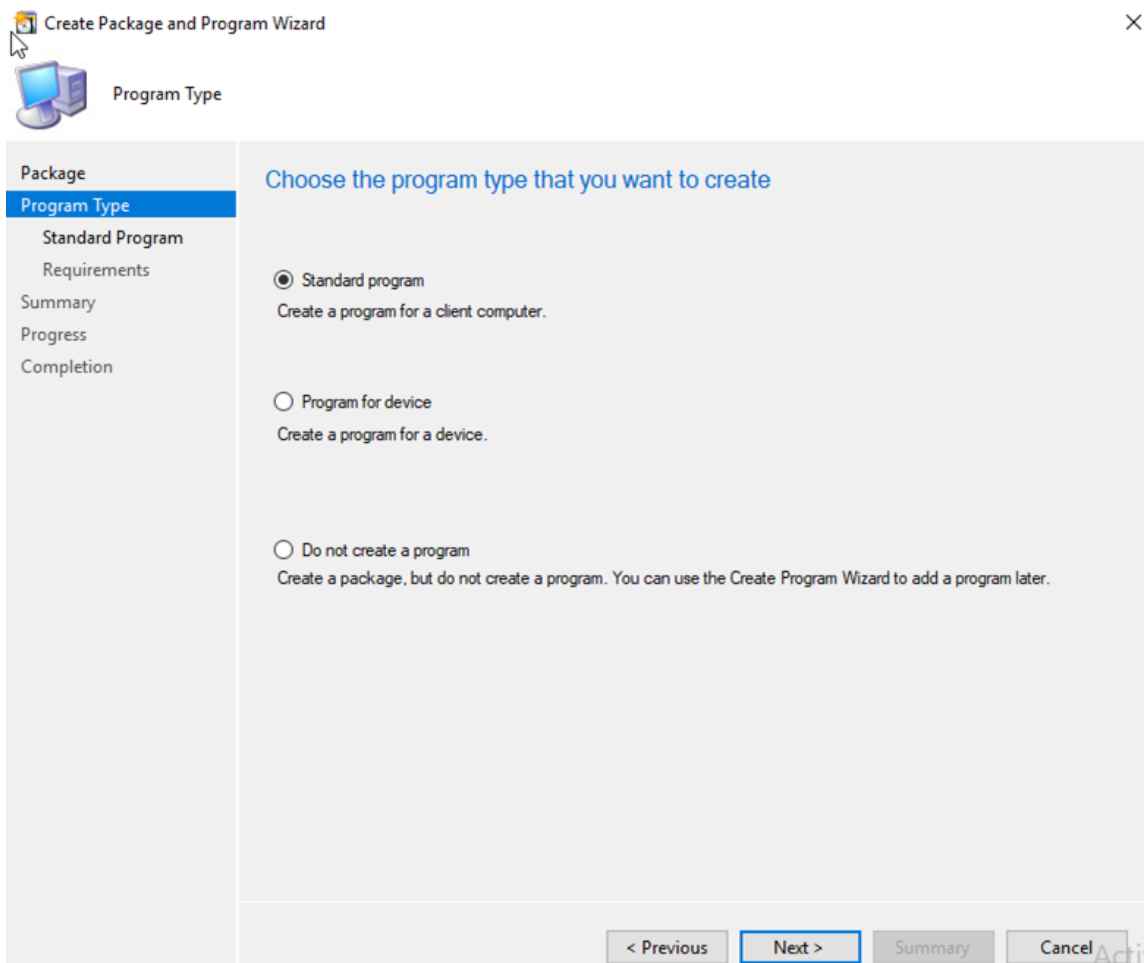 Create Package and Program Wizard
Program Type
Package
Program Type
Standard Program
Requirements
Summary
Progress
Completion
Choose the program type that you want to create
Standard program
Create a program for a client computer.
Program for device
Create a program for a device.
Do not create a program
Create a package, but do not create a program. You can use the Create Program Wizard to add a program later.
< Previous
Next >
Summary
Cancel